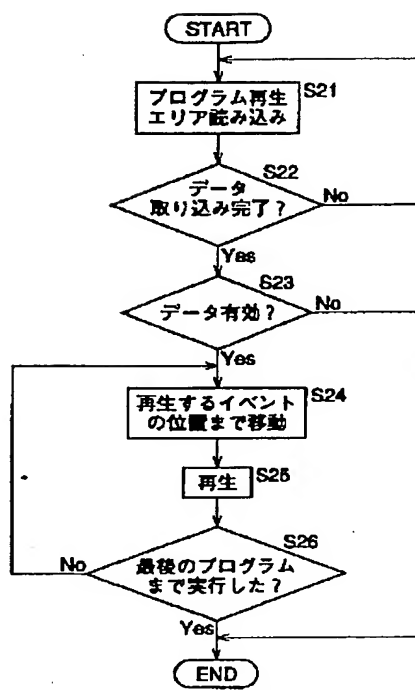 START
S21
プログラム再生
エリア読み込み
S22
データ
取り込み完了？
No
Yes
S23
データ有効？
No
Yes
S24
再生するイベント
の位置まで移動
S25
再生
S26
最後のプログラム
まで実行した？
No
Yes
END